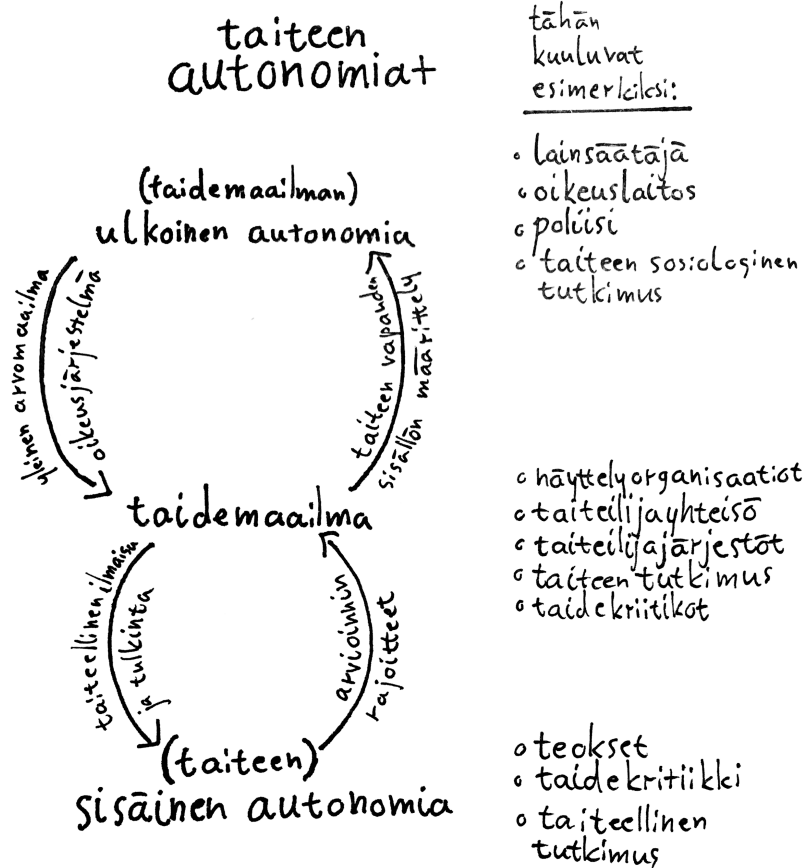 taiteen
autonomiat
tähän
kuuluvat
esimerkiksi:
(taidemaailman)
ulkoinen autonomia
• lainsäätäjä
• oikeuslaitos
• poliisi
• taiteen sosiologinen
tutkimus
yleinen arvomaailma
oikeusjärjestelmä
taiteen vapauden
sisällön määrittely
taidemaailma
• näyttelyorganisaatiot
• taiteilijayhteisö
• taiteilijajärjestöt
• taiteen tutkimus
• taidekriitikot
taiteellinen ilmaisu
ja tulkinta
arvioinnin
rajoitteet
(taiteen)
sisäinen autonomia
• teokset
• taidekritiikki
• taiteellinen
tutkimus